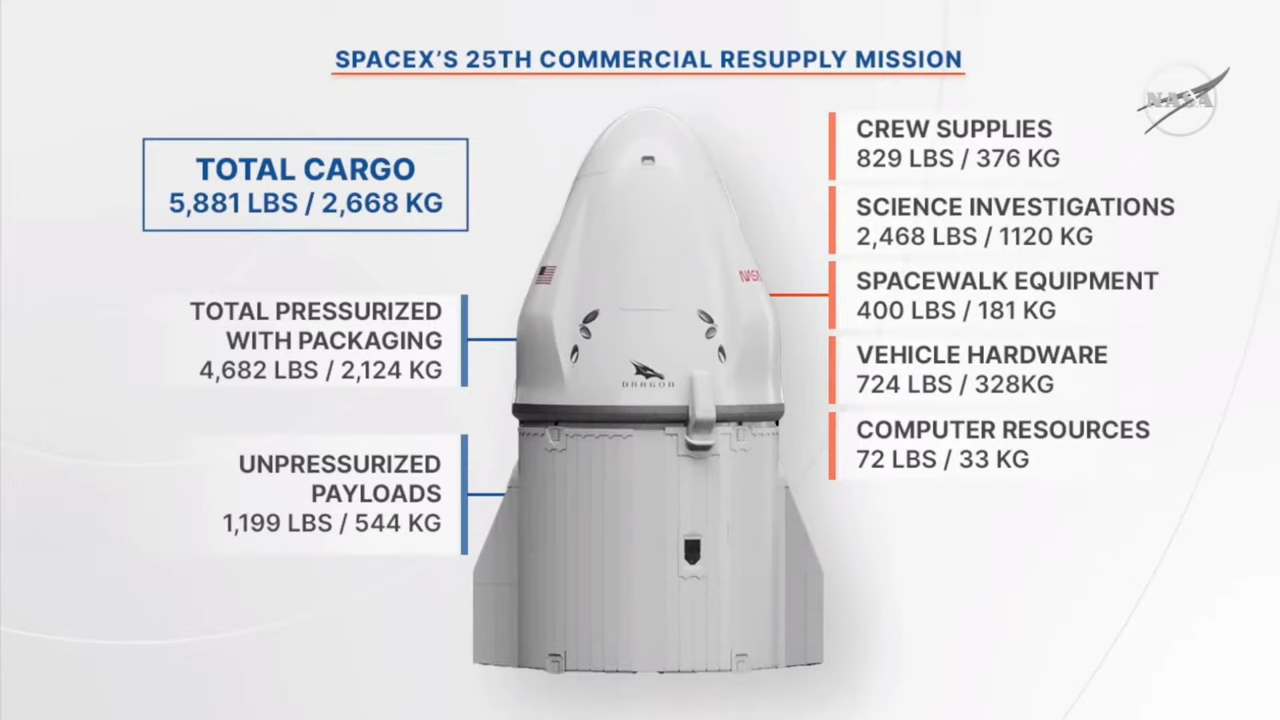 SPACEX'S 25TH COMMERCIAL RESUPPLY MISSION
NASA
TOTAL CARGO
5,881 LBS / 2,668 KG
TOTAL PRESSURIZED
WITH PACKAGING
4,682 LBS / 2,124 KG
UNPRESSURIZED
PAYLOADS
1,199 LBS / 544 KG
NASA
DRAGON
CREW SUPPLIES
829 LBS / 376 KG
SCIENCE INVESTIGATIONS
2,468 LBS / 1120 KG
SPACEWALK EQUIPMENT
400 LBS / 181 KG
VEHICLE HARDWARE
724 LBS / 328KG
COMPUTER RESOURCES
72 LBS / 33 KG